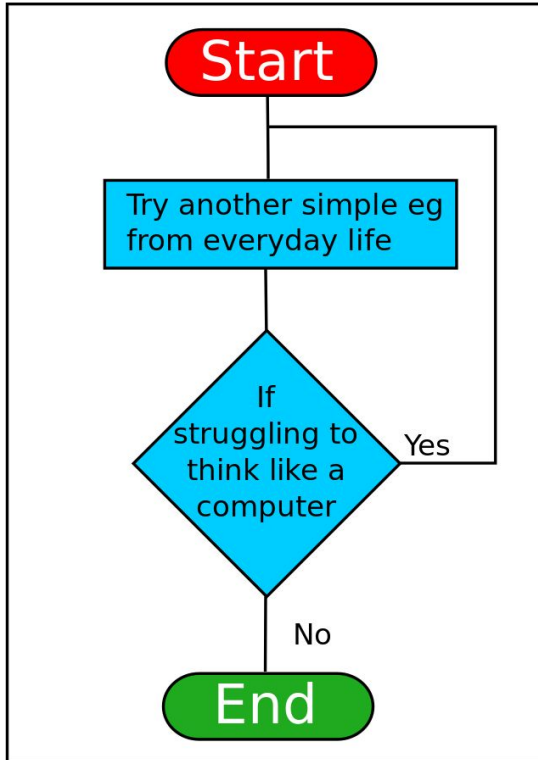 Start
Try another simple eg
from everyday life
If
struggling to
think like a
computer
Yes
No
End